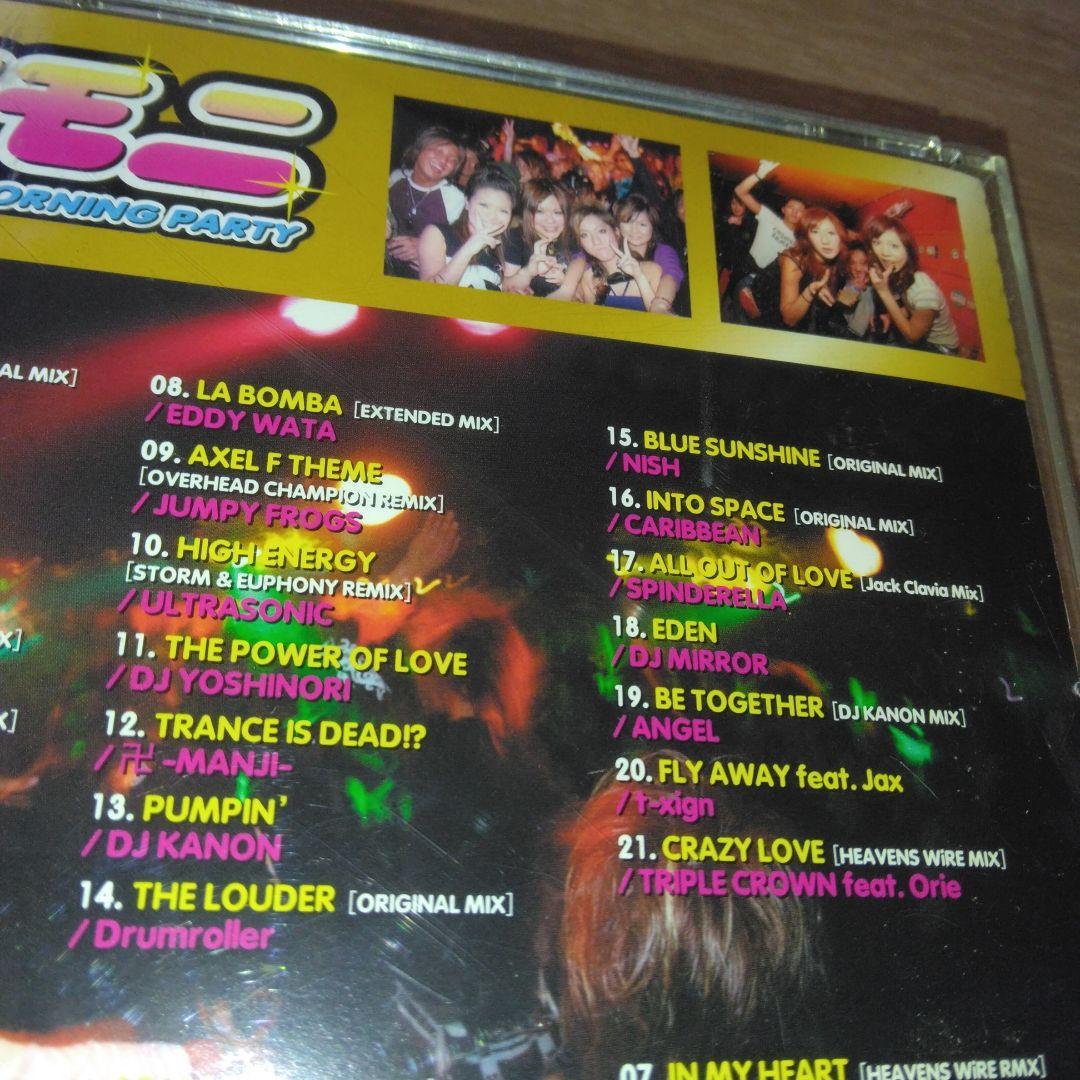 モニ
ORNING PARTY
AL MIX]
08. LA BOMBA [EXTENDED MIX]
/ EDDY WATA
09. AXEL F THEME
[OVERHEAD CHAMPION REMIX]
/ JUMPY FROGS
10. HIGH ENERGY
[STORM & EUPHONY REMIX]
/ ULTRASONIC
11. THE POWER OF LOVE
/ DJ YOSHINORI
12. TRANCE IS DEAD!?
/ 卍 -MANJI-
13. PUMPIN'
/ DJ KANON
14. THE LOUDER [ORIGINAL MIX]
/ Drumroller
15. BLUE SUNSHINE [ORIGINAL MIX]
/ NISH
16. INTO SPACE [ORIGINAL MIX]
/ CARIBBEAN
17. ALL OUT OF LOVE [Jack Clavia Mix]
/ SPINDERELLA
18. EDEN
/ DJ MIRROR
19. BE TOGETHER [DJ KANON MIX]
/ ANGEL
20. FLY AWAY feat. Jax
/ t-xign
21. CRAZY LOVE [HEAVENS WiRE MIX]
/ TRIPLE CROWN feat. Orie
07 IN MY HEART [HEAVENS WiRE RMX]